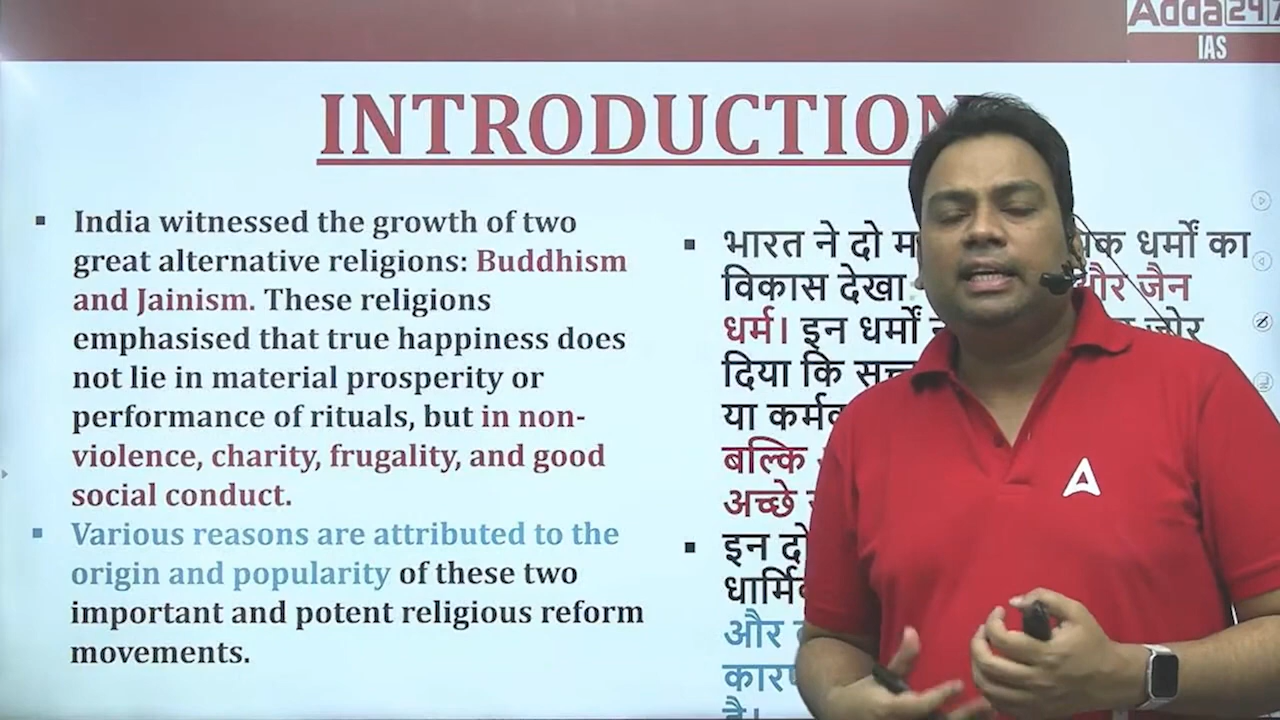 Adda247
IAS
INTRODUCTION
▪ India witnessed the growth of two
great alternative religions: Buddhism
and Jainism. These religions
emphasised that true happiness does
not lie in material prosperity or
performance of rituals, but in non-
violence, charity, frugality, and good
social conduct.
▪ Various reasons are attributed to the
origin and popularity of these two
important and potent religious reform
movements.
▪ भारत ने दो धर्मों का
विकास देखा और जैन
धर्म। इन धर्मों जोर
दिया कि
या
बल्कि
अच्छे
▪ इन
और
है।